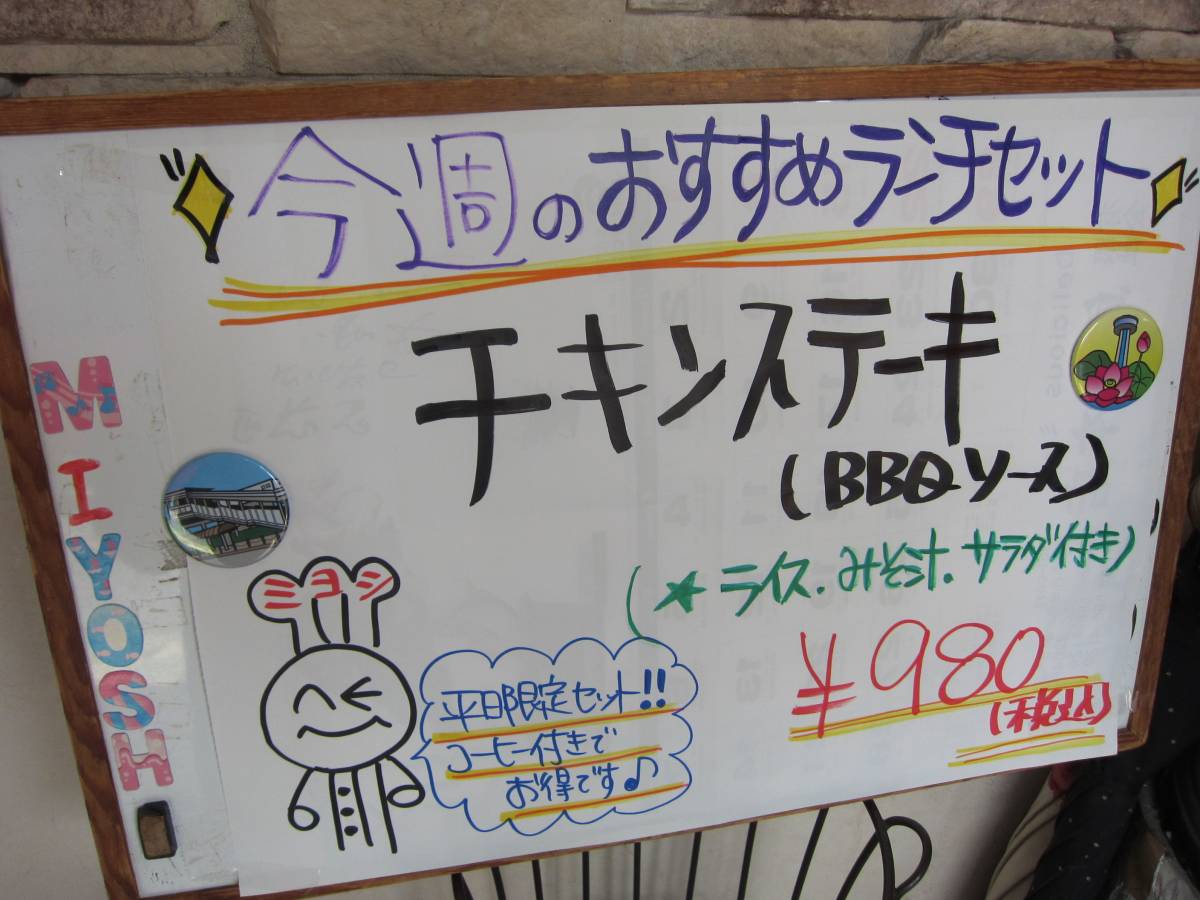 今週のおすすめランチセット
チキンステーキ
(BBQソース)
(★ライス.みそ汁.サラダ付き)
¥980
(税込)
MIYOSH
ミヨシ
平日限定セット!!
コーヒー付きで
お得です♪